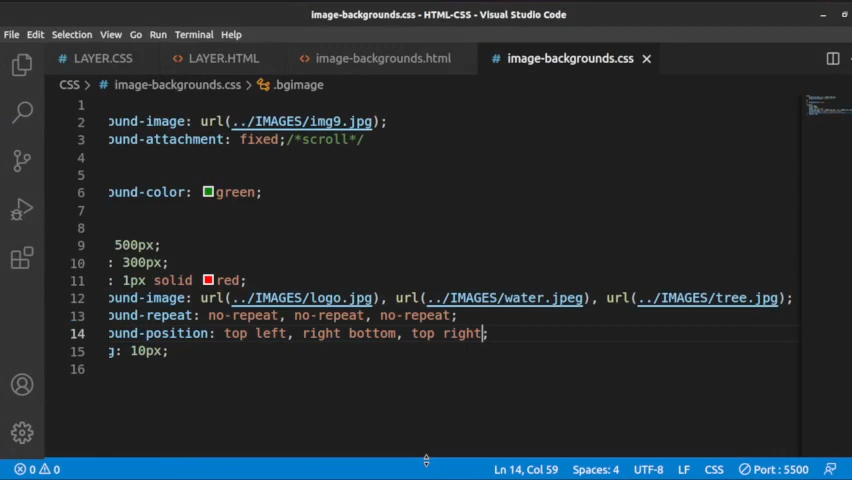 image-backgrounds.css - HTML-CSS - Visual Studio Code
File Edit Selection View Go Run Terminal Help
# LAYER.CSS <> LAYER.HTML <> image-backgrounds.html # image-backgrounds.css
CSS > # image-backgrounds.css > .bgimage
1
2 ound-image: url(../IMAGES/img9.jpg);
3 ound-attachment: fixed;/*scroll*/
4
5
6 ound-color: green;
7
8
9 500px;
10 : 300px;
11 : 1px solid red;
12 ound-image: url(../IMAGES/logo.jpg), url(../IMAGES/water.jpeg), url(../IMAGES/tree.jpg);
13 ound-repeat: no-repeat, no-repeat, no-repeat;
14 ound-position: top left, right bottom, top right;
15 g: 10px;
16
0 0 Ln 14, Col 59 Spaces: 4 UTF-8 LF CSS Port : 5500